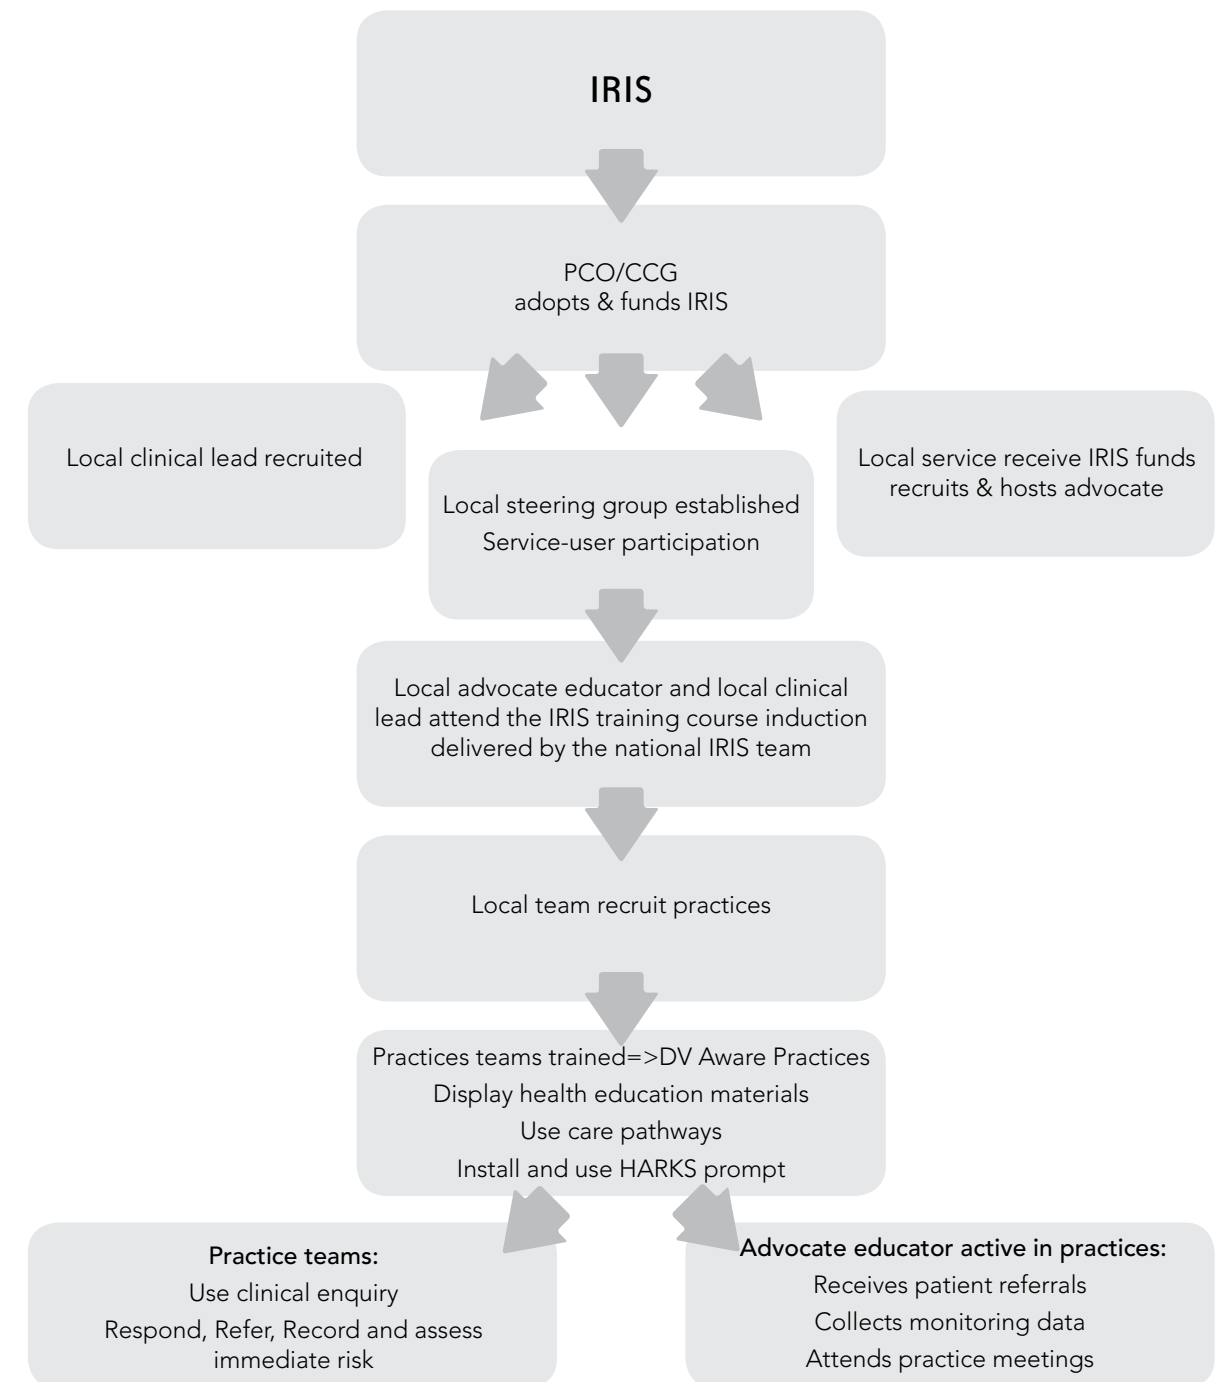 IRIS
PCO/CCG
adopts & funds IRIS
Local clinical lead recruited
Local steering group established
Service-user participation
Local service receive IRIS funds
recruits & hosts advocate
Local advocate educator and local clinical
lead attend the IRIS training course induction
delivered by the national IRIS team
Local team recruit practices
Practices teams trained=>DV Aware Practices
Display health education materials
Use care pathways
Install and use HARKS prompt
Practice teams:
Use clinical enquiry
Respond, Refer, Record and assess
immediate risk
Advocate educator active in practices:
Receives patient referrals
Collects monitoring data
Attends practice meetings